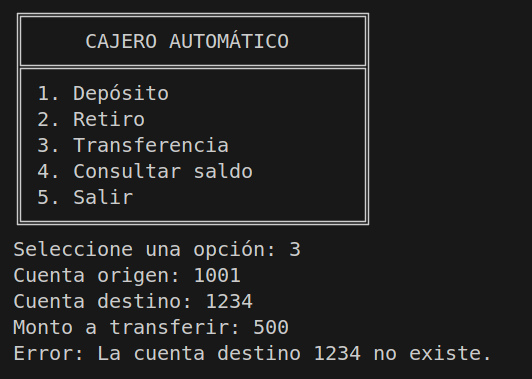 CAJERO AUTOMÁTICO
1. Depósito
2. Retiro
3. Transferencia
4. Consultar saldo
5. Salir
Seleccione una opción: 3
Cuenta origen: 1001
Cuenta destino: 1234
Monto a transferir: 500
Error: La cuenta destino 1234 no existe.